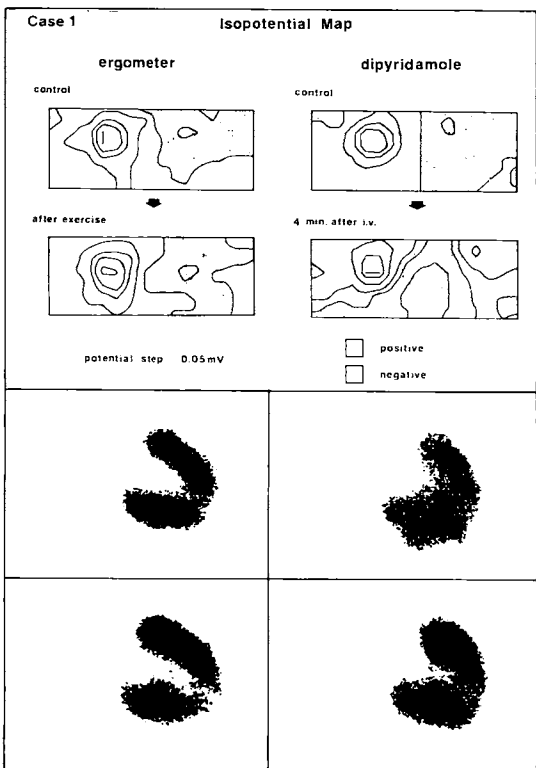 Case 1
Isopotential Map
ergometer
dipyridamole
control
control
after exercise
4 min. after i.v.
potential step 0.05mV
positive
negative